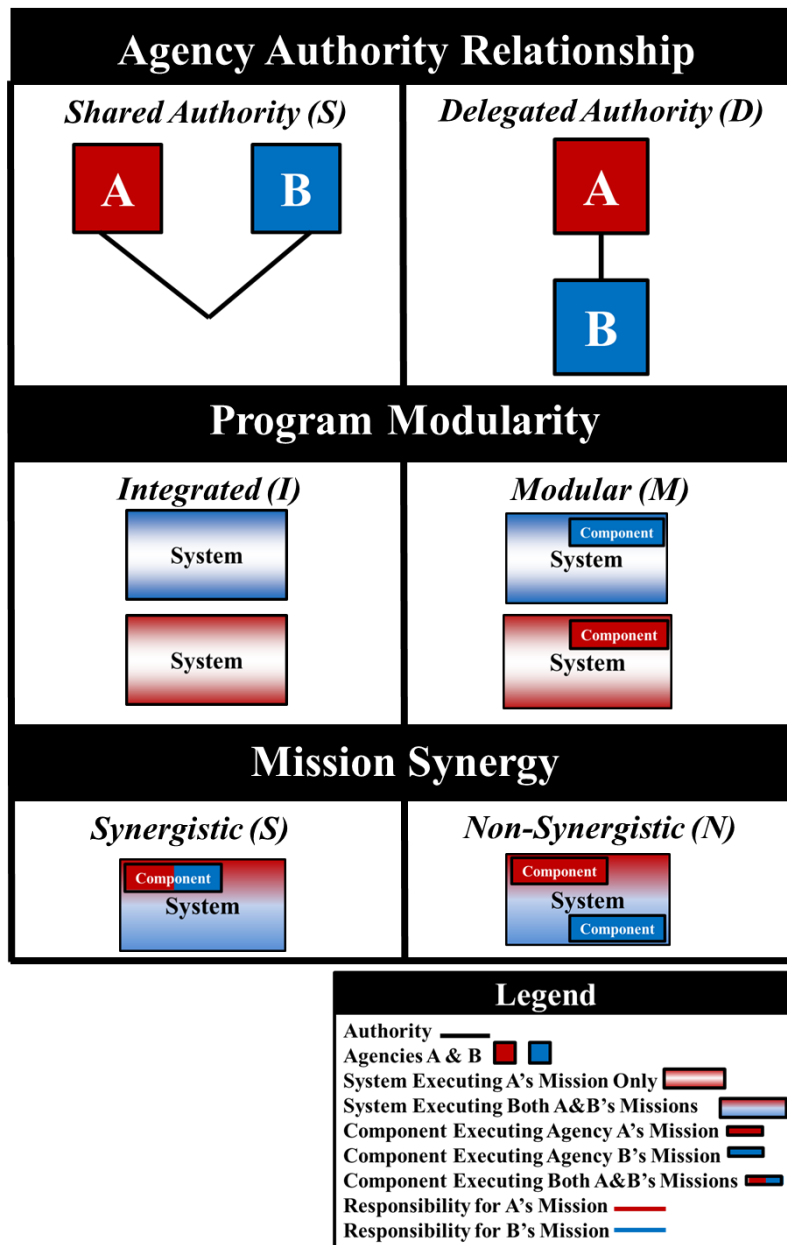 Agency Authority Relationship
Shared Authority (S)
Delegated Authority (D)
A
B
A
B
Program Modularity
Integrated (I)
Modular (M)
System
System
Component
System
Component
System
Mission Synergy
Synergistic (S)
Non-Synergistic (N)
Component
System
Component
System
Component
Legend
Authority
Agencies A & B
System Executing A's Mission Only
System Executing Both A&B's Missions
Component Executing Agency A's Mission
Component Executing Agency B's Mission
Component Executing Both A&B's Missions
Responsibility for A's Mission
Responsibility for B's Mission